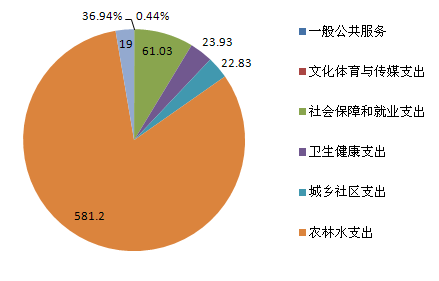 36.94%
0.44%
19
61.03
23.93
22.83
581.2
一般公共服务
文化体育与传媒支出
社会保障和就业支出
卫生健康支出
城乡社区支出
农林水支出